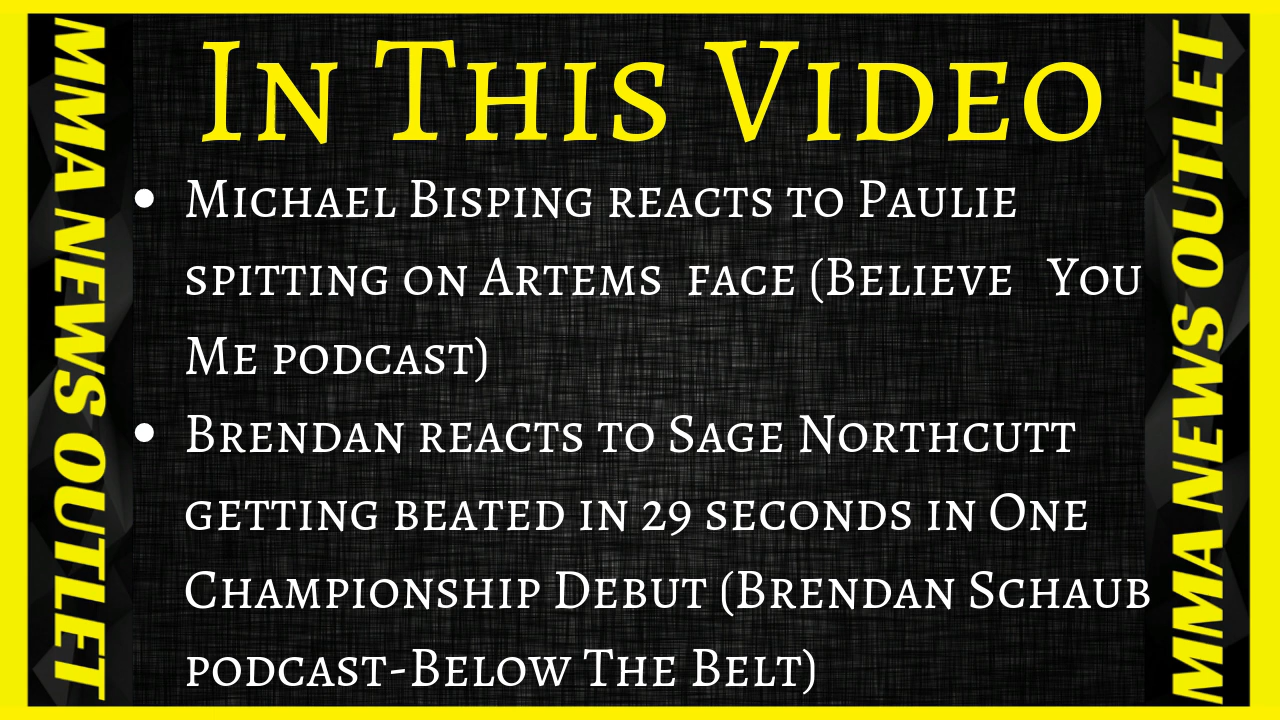 In This Video
MMA NEWS OUTLET
• Michael Bisping reacts to Paulie
spitting on Artems face (Believe You
Me podcast)
• Brendan reacts to Sage Northcutt
getting beated in 29 seconds in One
Championship Debut (Brendan Schaub
podcast-Below The Belt)
MMA NEWS OUTLET